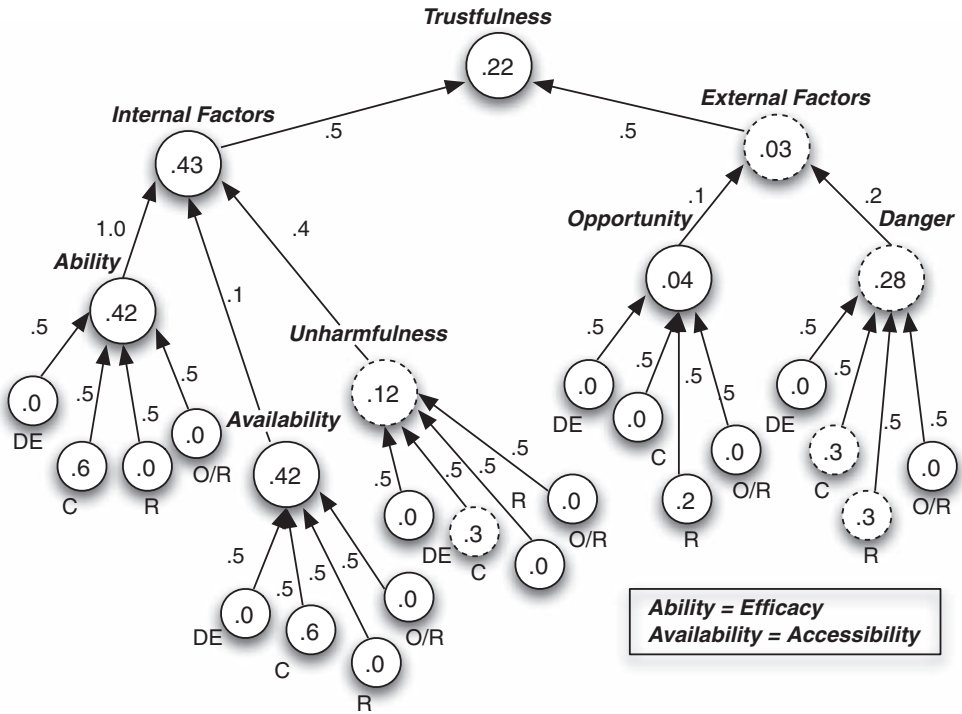 Trustfulness
.22
Internal Factors
External Factors
.5
.5
.43
.03
1.0
.4
.1
.2
Opportunity
Danger
Ability
.1
.42
.04
.28
Unharmfulness
.5
.5
.5
.12
.5
.5
.5
.5
.0
.0
.0
DE
.5
.5
.5
.5
.5
.5
DE
DE
.0
Availability
.0
.6
.0
O/R
C
.3
.0
.0
C
R
.42
.5
.5
.5
.5
R
C
O/R
O/R
.0
.3
.0
.2
.3
DE
C
.0
O/R
R
R
.5
.5
.5
.5
.0
.0
DE
.6
O/R
C
.0
R
Ability = Efficacy
Availability = Accessibility